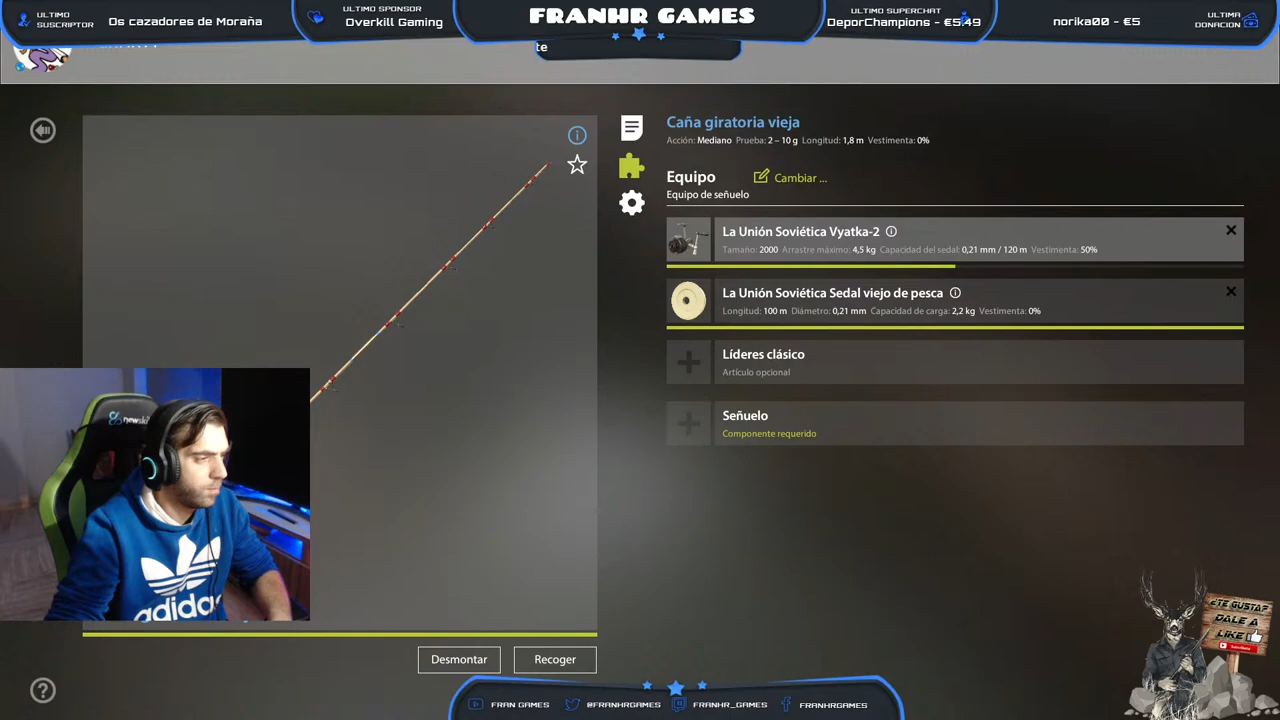 ULTIMO SUSCRIPTOR
Os cazadores de Moraña
ULTIMO SPONSOR
Overkill Gaming
FRANHR GAMES
ULTIMO SUPERCHAT
DeporChampions - €5.49
norika00 - €5
ULTIMA DONACION
te
Caña giratoria vieja
Acción: Mediano Prueba: 2 – 10 g Longitud: 1,8 m Vestimenta: 0%
Equipo
Cambiar ...
Equipo de señuelo
La Unión Soviética Vyatka-2
Tamaño: 2000 Arrastre máximo: 4,5 kg Capacidad del sedal: 0,21 mm / 120 m Vestimenta: 50%
La Unión Soviética Sedal viejo de pesca
Longitud: 100 m Diámetro: 0,21 mm Capacidad de carga: 2,2 kg Vestimenta: 0%
Líderes clásico
Artículo opcional
Señuelo
Componente requerido
newskill
adidas
Desmontar
Recoger
¿TE GUSTA?
DALE A
LIKE
FRAN GAMES
@FRANHRGAMES
FRANHR_GAMES
FRANHRGAMES